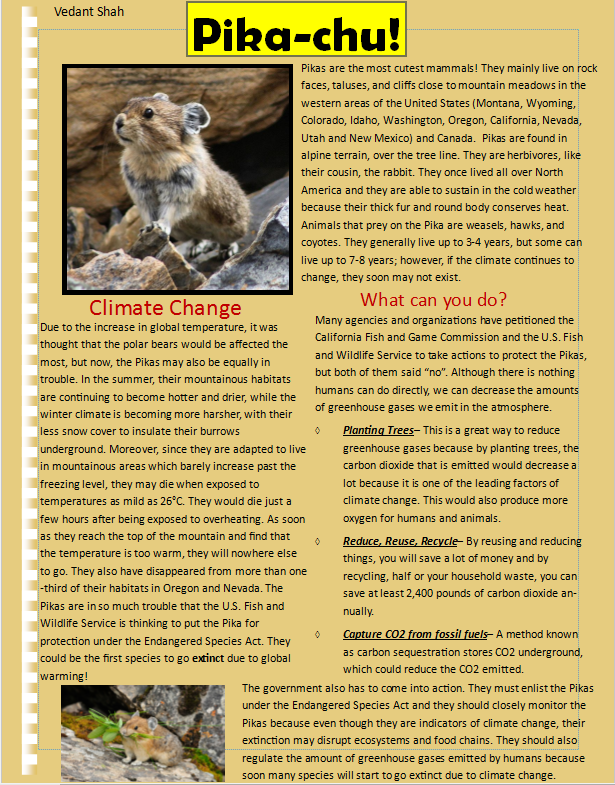 Vedant Shah
Pika-chu!
Pikas are the most cutest mammals! They mainly live on rock
faces, taluses, and cliffs close to mountain meadows in the
western areas of the United States (Montana, Wyoming,
Colorado, Idaho, Washington, Oregon, California, Nevada,
Utah and New Mexico) and Canada.  Pikas are found in
alpine terrain, over the tree line. They are herbivores, like
their cousin, the rabbit. They once lived all over North
America and they are able to sustain in the cold weather
because their thick fur and round body conserves heat.
Animals that prey on the Pika are weasels, hawks, and
coyotes. They generally live up to 3-4 years, but some can
live up to 7-8 years; however, if the climate continues to
change, they soon may not exist.
Climate Change
Due to the increase in global temperature, it was
thought that the polar bears would be affected the
most, but now, the Pikas may also be equally in
trouble. In the summer, their mountainous habitats
are continuing to become hotter and drier, while the
winter climate is becoming more harsher, with their
less snow cover to insulate their burrows
underground. Moreover, since they are adapted to live
in mountainous areas which barely increase past the
freezing level, they may die when exposed to
temperatures as mild as 26°C. They would die just a
few hours after being exposed to overheating. As soon
as they reach the top of the mountain and find that
the temperature is too warm, they will nowhere else
to go. They also have disappeared from more than one
-third of their habitats in Oregon and Nevada. The
Pikas are in so much trouble that the U.S. Fish and
Wildlife Service is thinking to put the Pika for
protection under the Endangered Species Act. They
could be the first species to go extinct due to global
warming!
What can you do?
Many agencies and organizations have petitioned the
California Fish and Game Commission and the U.S. Fish
and Wildlife Service to take actions to protect the Pikas,
but both of them said “no”. Although there is nothing
humans can do directly, we can decrease the amounts
of greenhouse gases we emit in the atmosphere.
◊ Planting Trees– This is a great way to reduce
greenhouse gases because by planting trees, the
carbon dioxide that is emitted would decrease a
lot because it is one of the leading factors of
climate change. This would also produce more
oxygen for humans and animals.
◊ Reduce, Reuse, Recycle– By reusing and reducing
things, you will save a lot of money and by
recycling, half or your household waste, you can
save at least 2,400 pounds of carbon dioxide an-
nually.
◊ Capture CO2 from fossil fuels– A method known
as carbon sequestration stores CO2 underground,
which could reduce the CO2 emitted.
The government also has to come into action. They must enlist the Pikas
under the Endangered Species Act and they should closely monitor the
Pikas because even though they are indicators of climate change, their
extinction may disrupt ecosystems and food chains. They should also
regulate the amount of greenhouse gases emitted by humans because
soon many species will start to go extinct due to climate change.